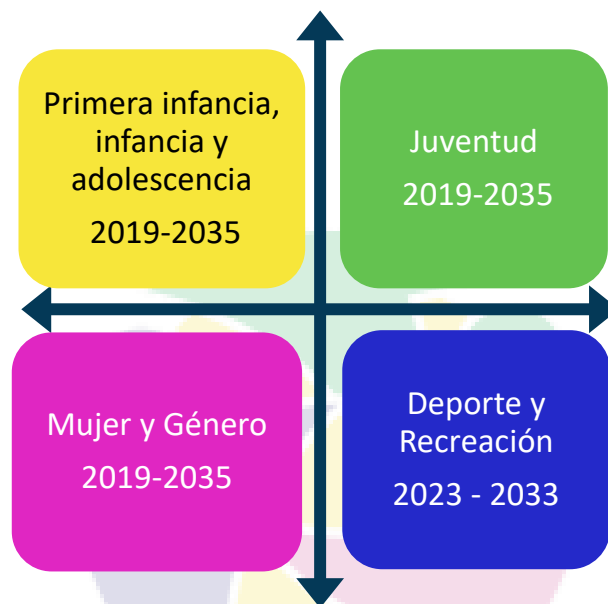 Primera infancia,
infancia y
adolescencia
2019-2035
Juventud
2019-2035
Mujer y Género
2019-2035
Deporte y
Recreación
2023 - 2033